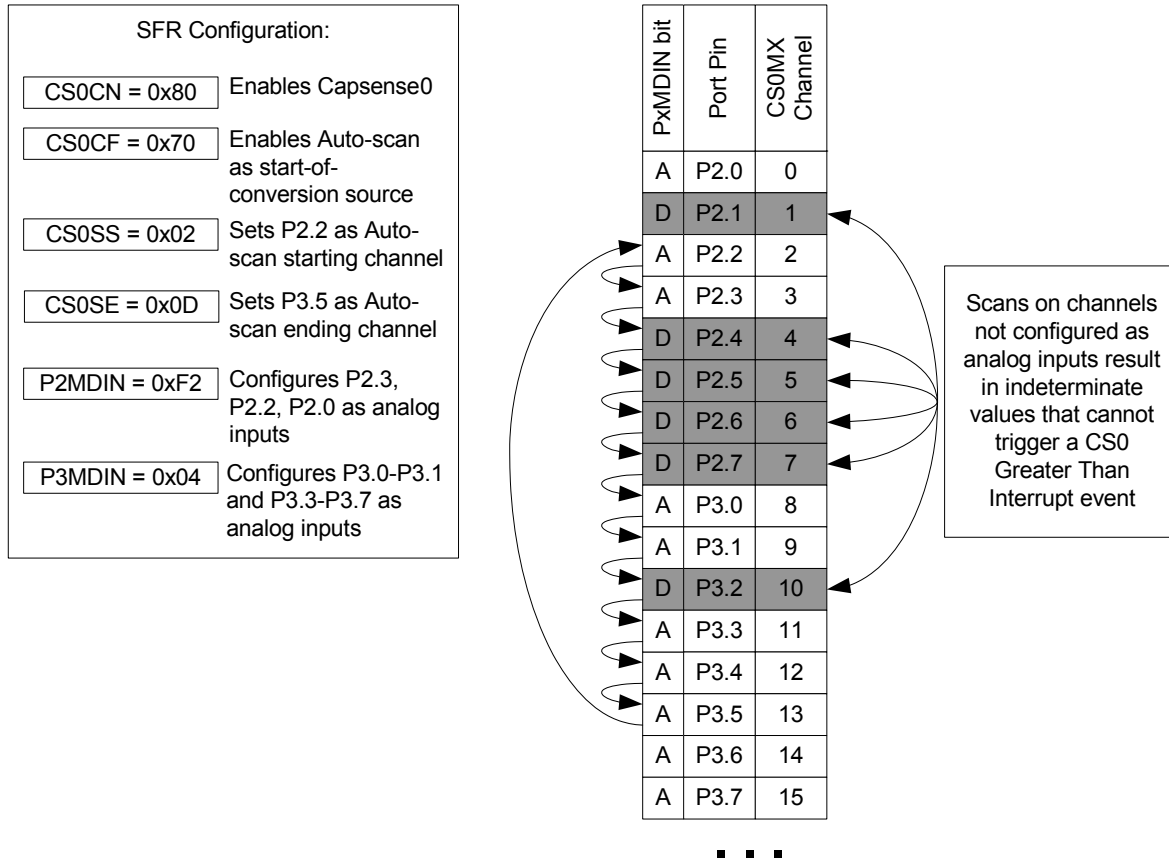 SFR Configuration:
CS0CN = 0x80
Enables Capsense0
CS0CF = 0x70
Enables Auto-scan
as start-of-
conversion source
CS0SS = 0x02
Sets P2.2 as Auto-
scan starting channel
CS0SE = 0x0D
Sets P3.5 as Auto-
scan ending channel
P2MDIN = 0xF2
Configures P2.3,
P2.2, P2.0 as analog
inputs
P3MDIN = 0x04
Configures P3.0-P3.1
and P3.3-P3.7 as
analog inputs
PxMDIN bit
Port Pin
CS0MX
Channel
A P2.0 0
D P2.1 1
A P2.2 2
A P2.3 3
D P2.4 4
D P2.5 5
D P2.6 6
D P2.7 7
A P3.0 8
A P3.1 9
D P3.2 10
A P3.3 11
A P3.4 12
A P3.5 13
A P3.6 14
A P3.7 15
Scans on channels
not configured as
analog inputs result
in indeterminate
values that cannot
trigger a CS0
Greater Than
Interrupt event